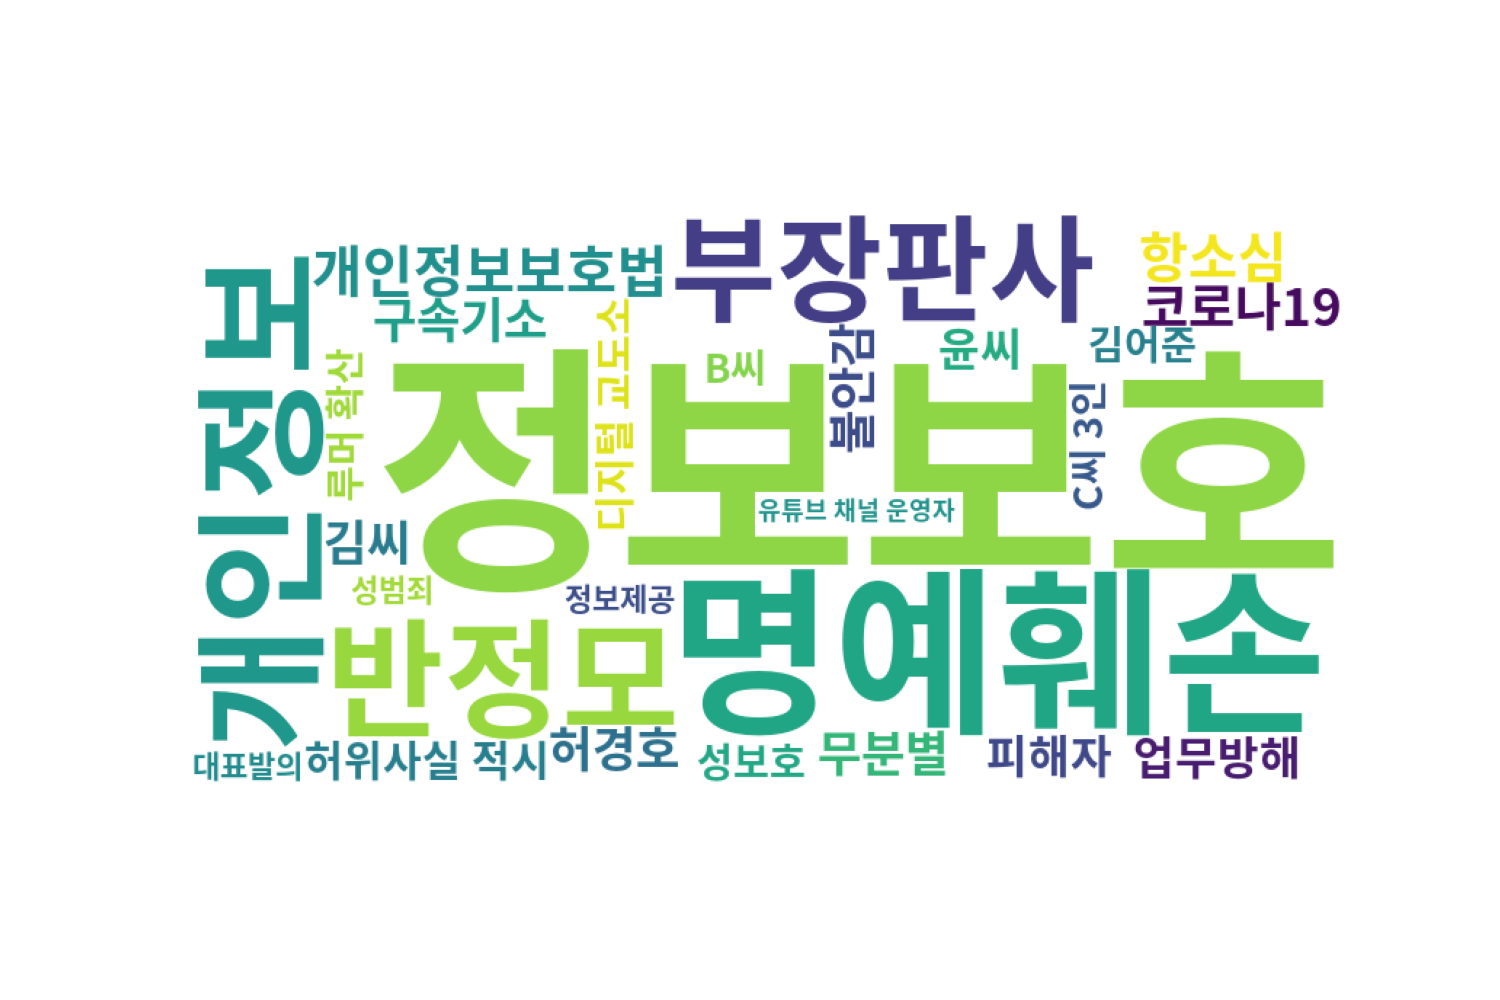 부장판사
항소심
개인정보보호법
코로나19
구속기소
김어준
윤씨
B씨
불안감
디지털 교도소
루머 확산
개인정보
정보보호
C씨 3인
유튜브 채널 운영자
김씨
성범죄
정보제공
반정모
명예훼손
대표발의
허위사실 적시
허경호
성보호
무분별
피해자
업무방해